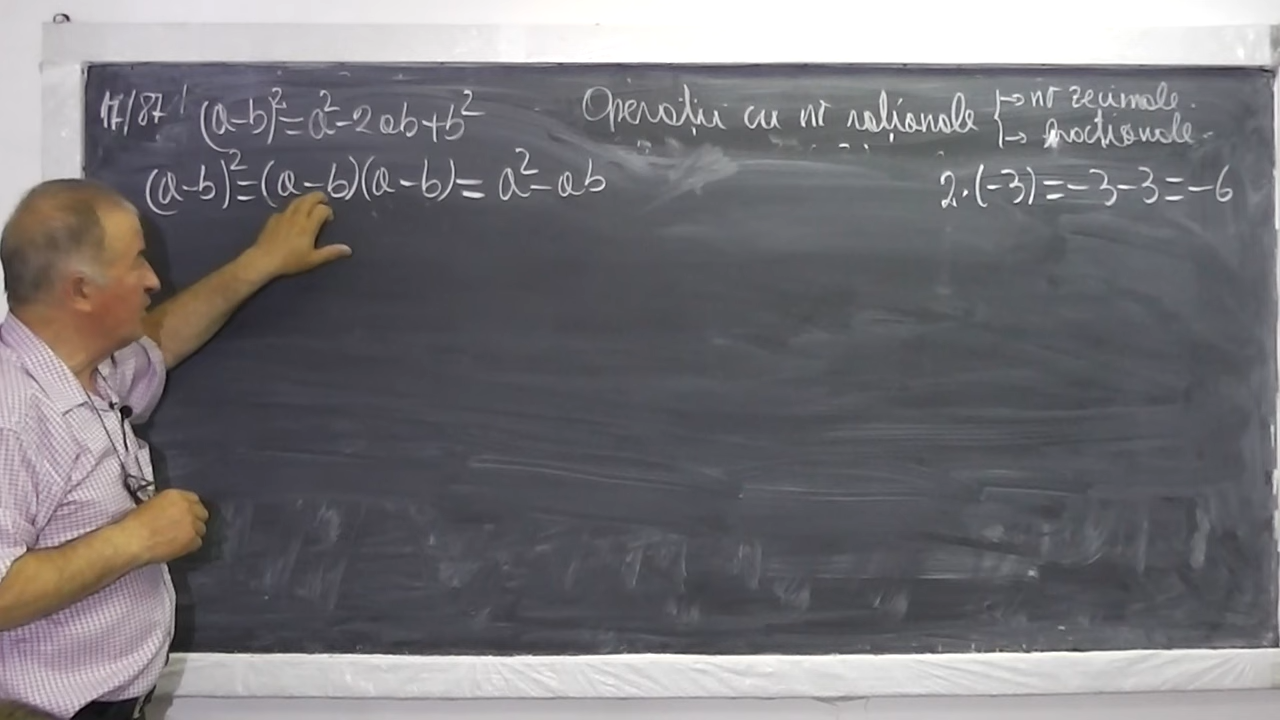 17/87' (a-b)²=a²-2ab+b²
Operații cu nr raționale → nr zecimale.
→ fracționale.
(a-b)²=(a-b)(a-b)= a²-ab
2·(-3)=-3-3=-6